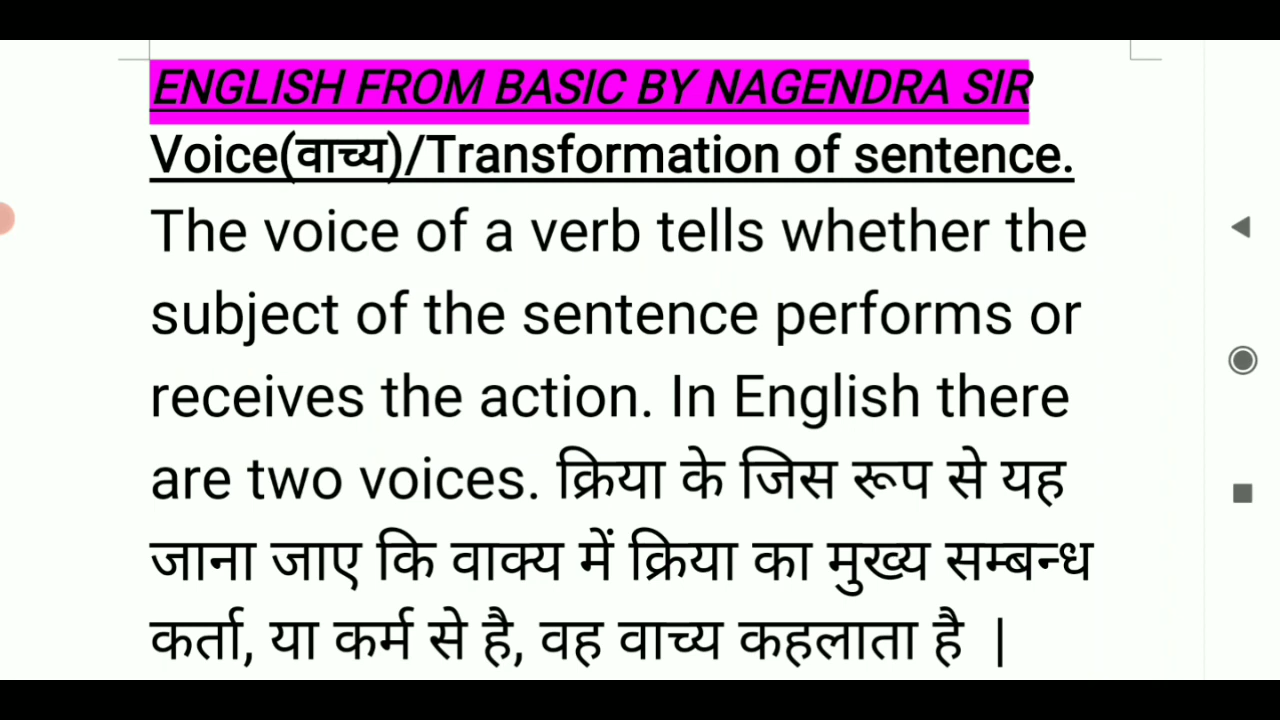 ENGLISH FROM BASIC BY NAGENDRA SIR
Voice(वाच्य)/Transformation of sentence.
The voice of a verb tells whether the
subject of the sentence performs or
receives the action. In English there
are two voices. क्रिया के जिस रूप से यह
जाना जाए कि वाक्य में क्रिया का मुख्य सम्बन्ध
कर्ता, या कर्म से है, वह वाच्य कहलाता है |